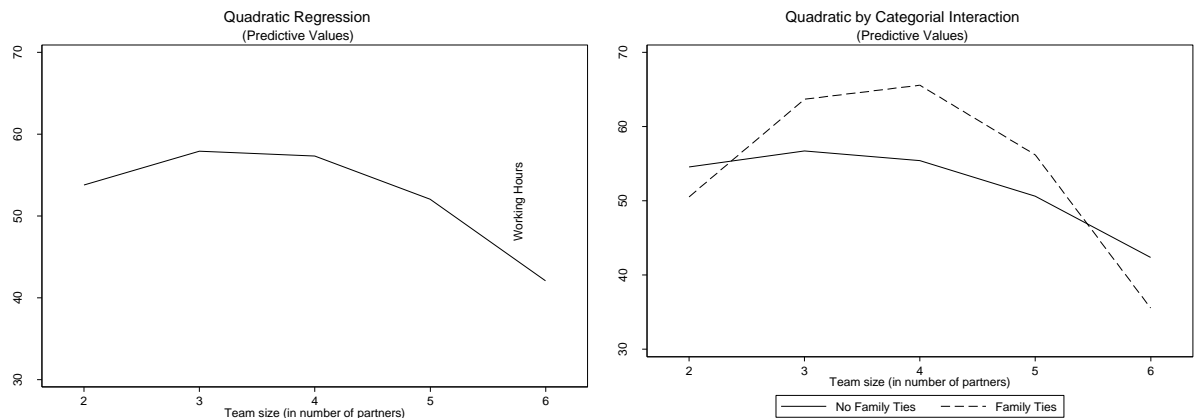 Quadratic Regression
(Predictive Values)
70
60
50
40
30
Working Hours
2 3 4 5 6
Team size (in number of partners)
Quadratic by Categorial Interaction
(Predictive Values)
70
60
50
40
30
2 3 4 5 6
Team size (in number of partners)
No Family Ties Family Ties